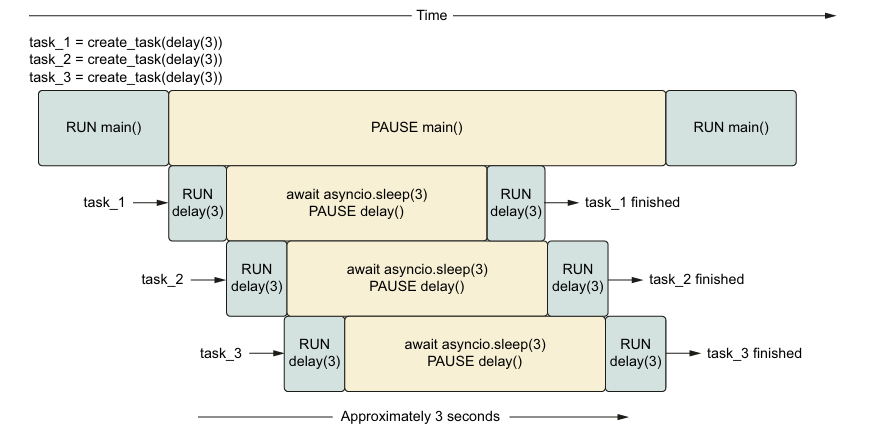 Time
task_1 = create_task(delay(3))
task_2 = create_task(delay(3))
task_3 = create_task(delay(3))
RUN main()
PAUSE main()
RUN main()
task_1
RUN
delay(3)
await asyncio.sleep(3)
PAUSE delay()
RUN
delay(3)
task_1 finished
task_2
RUN
delay(3)
await asyncio.sleep(3)
PAUSE delay()
RUN
delay(3)
task_2 finished
task_3
RUN
delay(3)
await asyncio.sleep(3)
PAUSE delay()
RUN
delay(3)
task_3 finished
Approximately 3 seconds